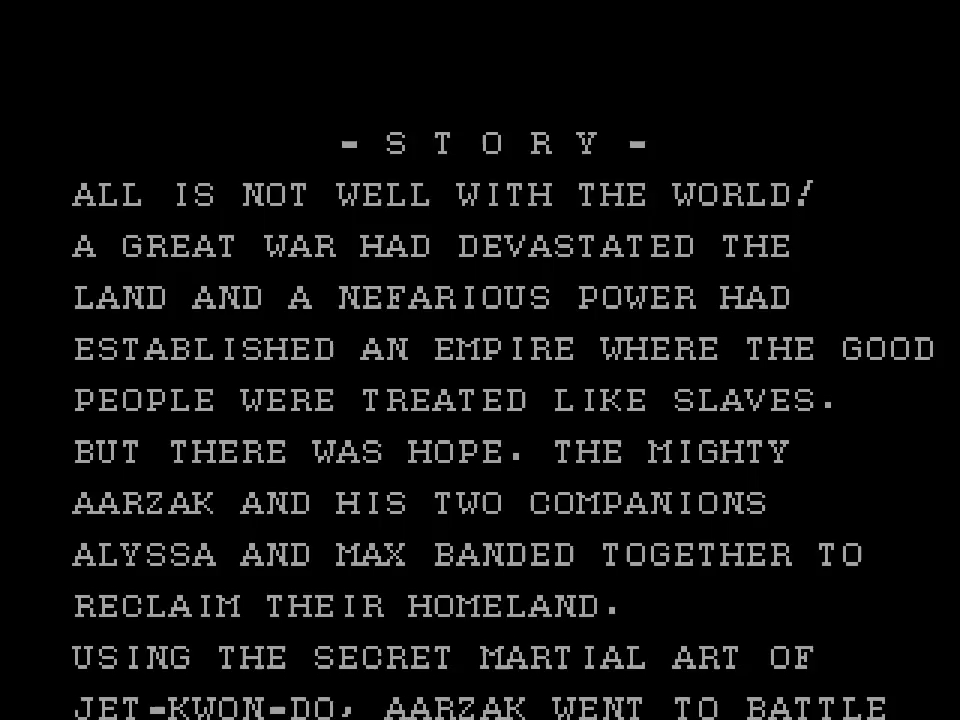 - S T O R Y -
ALL IS NOT WELL WITH THE WORLD!
A GREAT WAR HAD DEVASTATED THE
LAND AND A NEFARIOUS POWER HAD
ESTABLISHED AN EMPIRE WHERE THE GOOD
PEOPLE WERE TREATED LIKE SLAVES.
BUT THERE WAS HOPE. THE MIGHTY
AARZAK AND HIS TWO COMPANIONS
ALYSSA AND MAX BANDED TOGETHER TO
RECLAIM THEIR HOMELAND.
USING THE SECRET MARTIAL ART OF
JET-KWON-DO, AARZAK WENT TO BATTLE